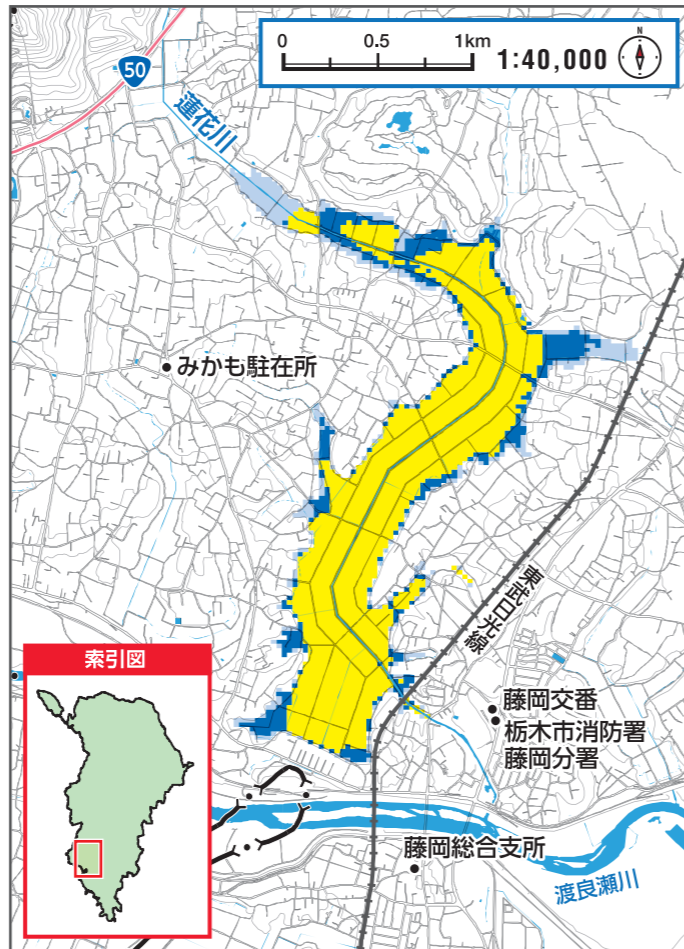 0 0.5 1km 1:40,000 N
50
蓮花川
みかも駐在所
東武日光線
索引図
藤岡交番
栃木市消防署
藤岡分署
藤岡総合支所
渡良瀬川